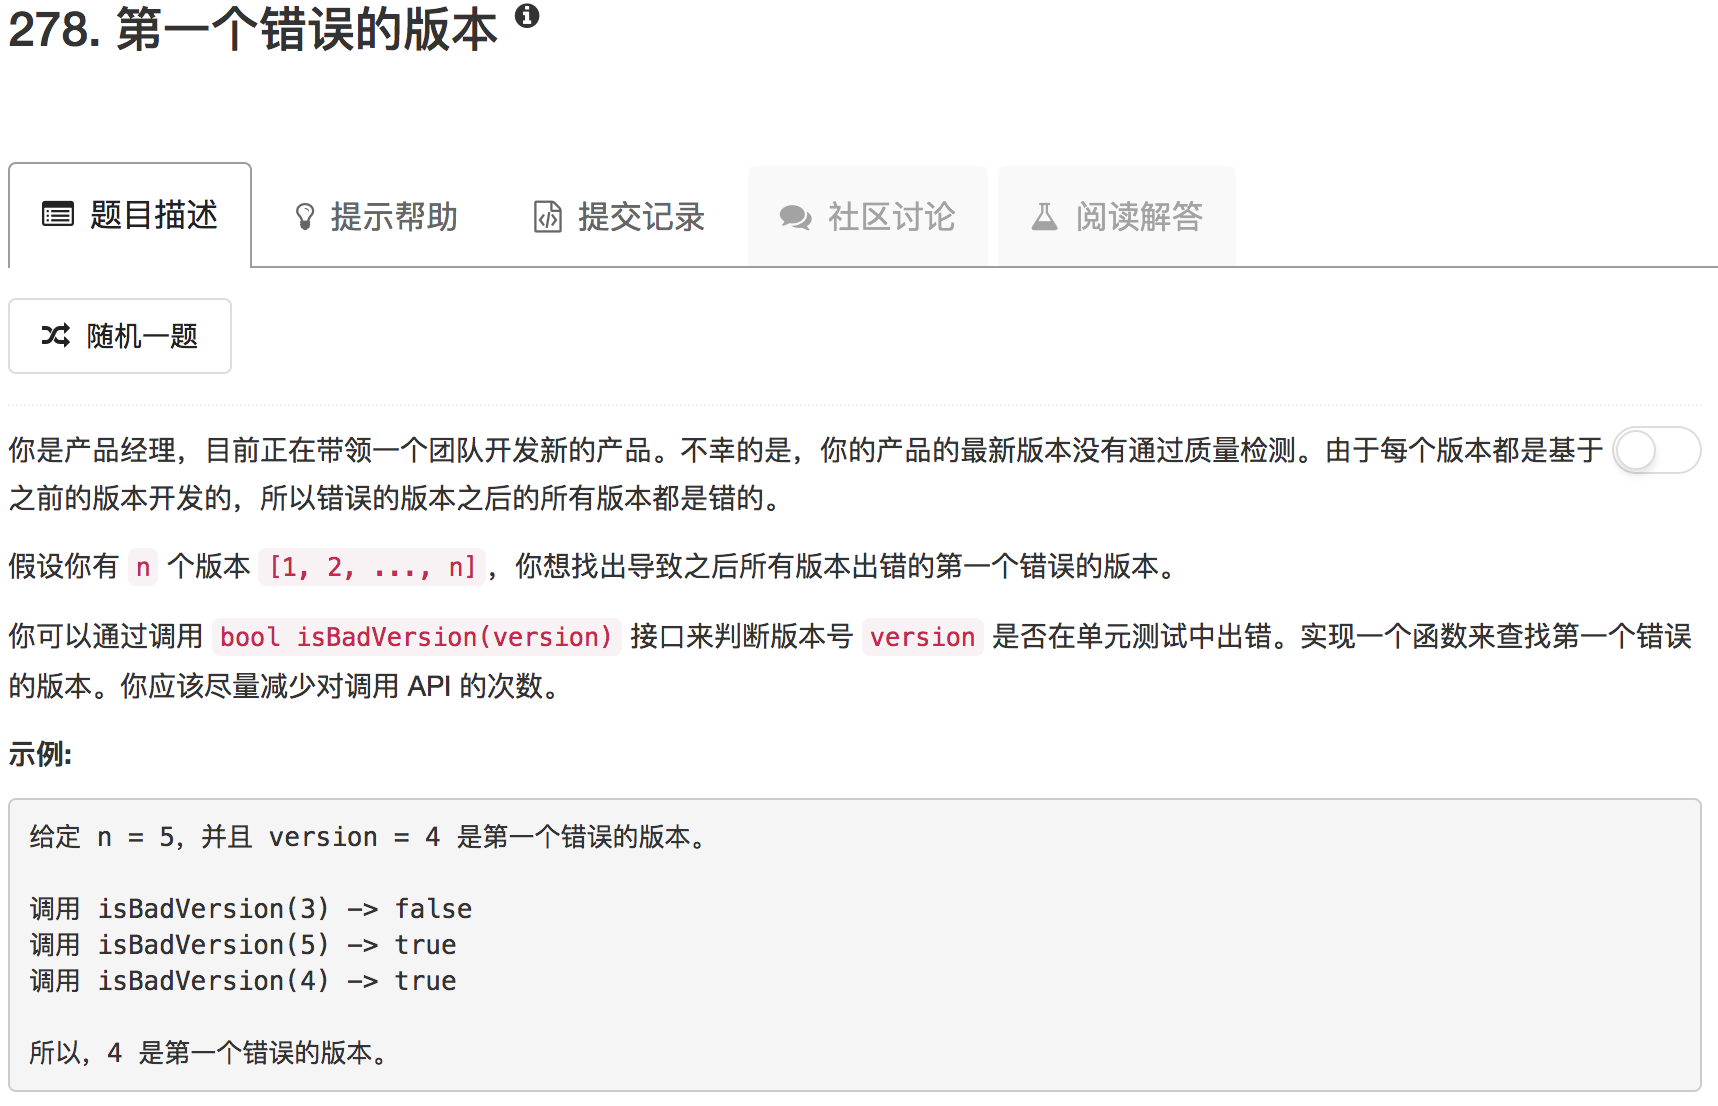 278. 第一个错误的版本
题目描述 提示帮助 提交记录 社区讨论 阅读解答
随机一题
你是产品经理，目前正在带领一个团队开发新的产品。不幸的是，你的产品的最新版本没有通过质量检测。由于每个版本都是基于
之前的版本开发的，所以错误的版本之后的所有版本都是错的。
假设你有 n 个版本 [1, 2, ..., n]，你想找出导致之后所有版本出错的第一个错误的版本。
你可以通过调用 bool isBadVersion(version) 接口来判断版本号 version 是否在单元测试中出错。实现一个函数来查找第一个错误
的版本。你应该尽量减少对调用 API 的次数。
示例:
给定 n = 5，并且 version = 4 是第一个错误的版本。
调用 isBadVersion(3) -> false
调用 isBadVersion(5) -> true
调用 isBadVersion(4) -> true
所以，4 是第一个错误的版本。